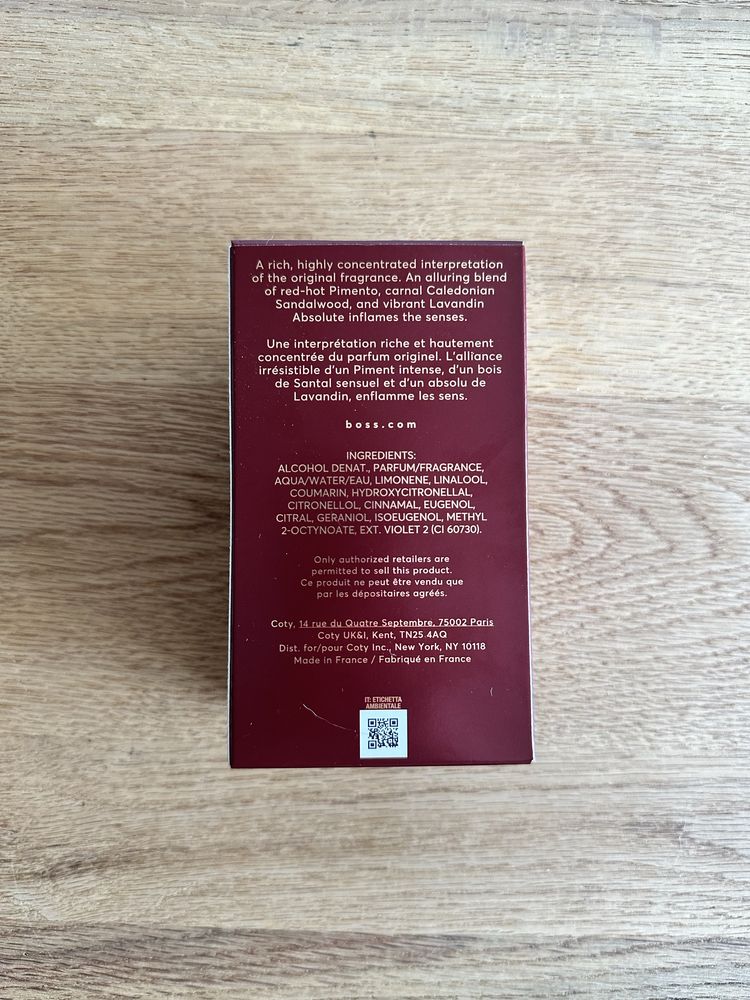 A rich, highly concentrated interpretation
of the original fragrance. An alluring blend
of red-hot Pimento, carnal Caledonian
Sandalwood, and vibrant Lavandin
Absolute inflames the senses.
Une interprétation riche et hautement
concentrée du parfum originel. L'alliance
irrésistible d'un Piment intense, d'un bois
de Santal sensuel et d'un absolu de
Lavandin, enflamme les sens.
boss.com
INGREDIENTS:
ALCOHOL DENAT., PARFUM/FRAGRANCE,
AQUA/WATER/EAU, LIMONENE, LINALOOL,
COUMARIN, HYDROXYCITRONELLAL,
CITRONELLOL, CINNAMAL, EUGENOL,
CITRAL, GERANIOL, ISOEUGENOL, METHYL
2-OCTYNOATE, EXT. VIOLET 2 (CI 60730).
Only authorized retailers are
permitted to sell this product.
Ce produit ne peut être vendu que
par les dépositaires agréés.
Coty, 14 rue du Quatre Septembre, 75002 Paris
Coty UK&I, Kent, TN25 4AQ
Dist. for/pour Coty Inc., New York, NY 10118
Made in France / Fabriqué en France
IT: ETICHETTA
AMBIENTALE